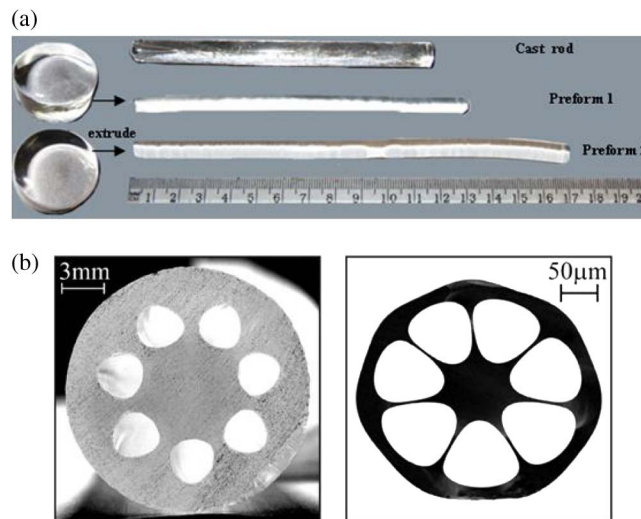 (a)
Cast rod
Preform 1
extrude
Preform
1 2 3 4 5 6 7 8 9 10 11 12 13 14 15 16 17 18 19 2
(b)
3mm
50μm